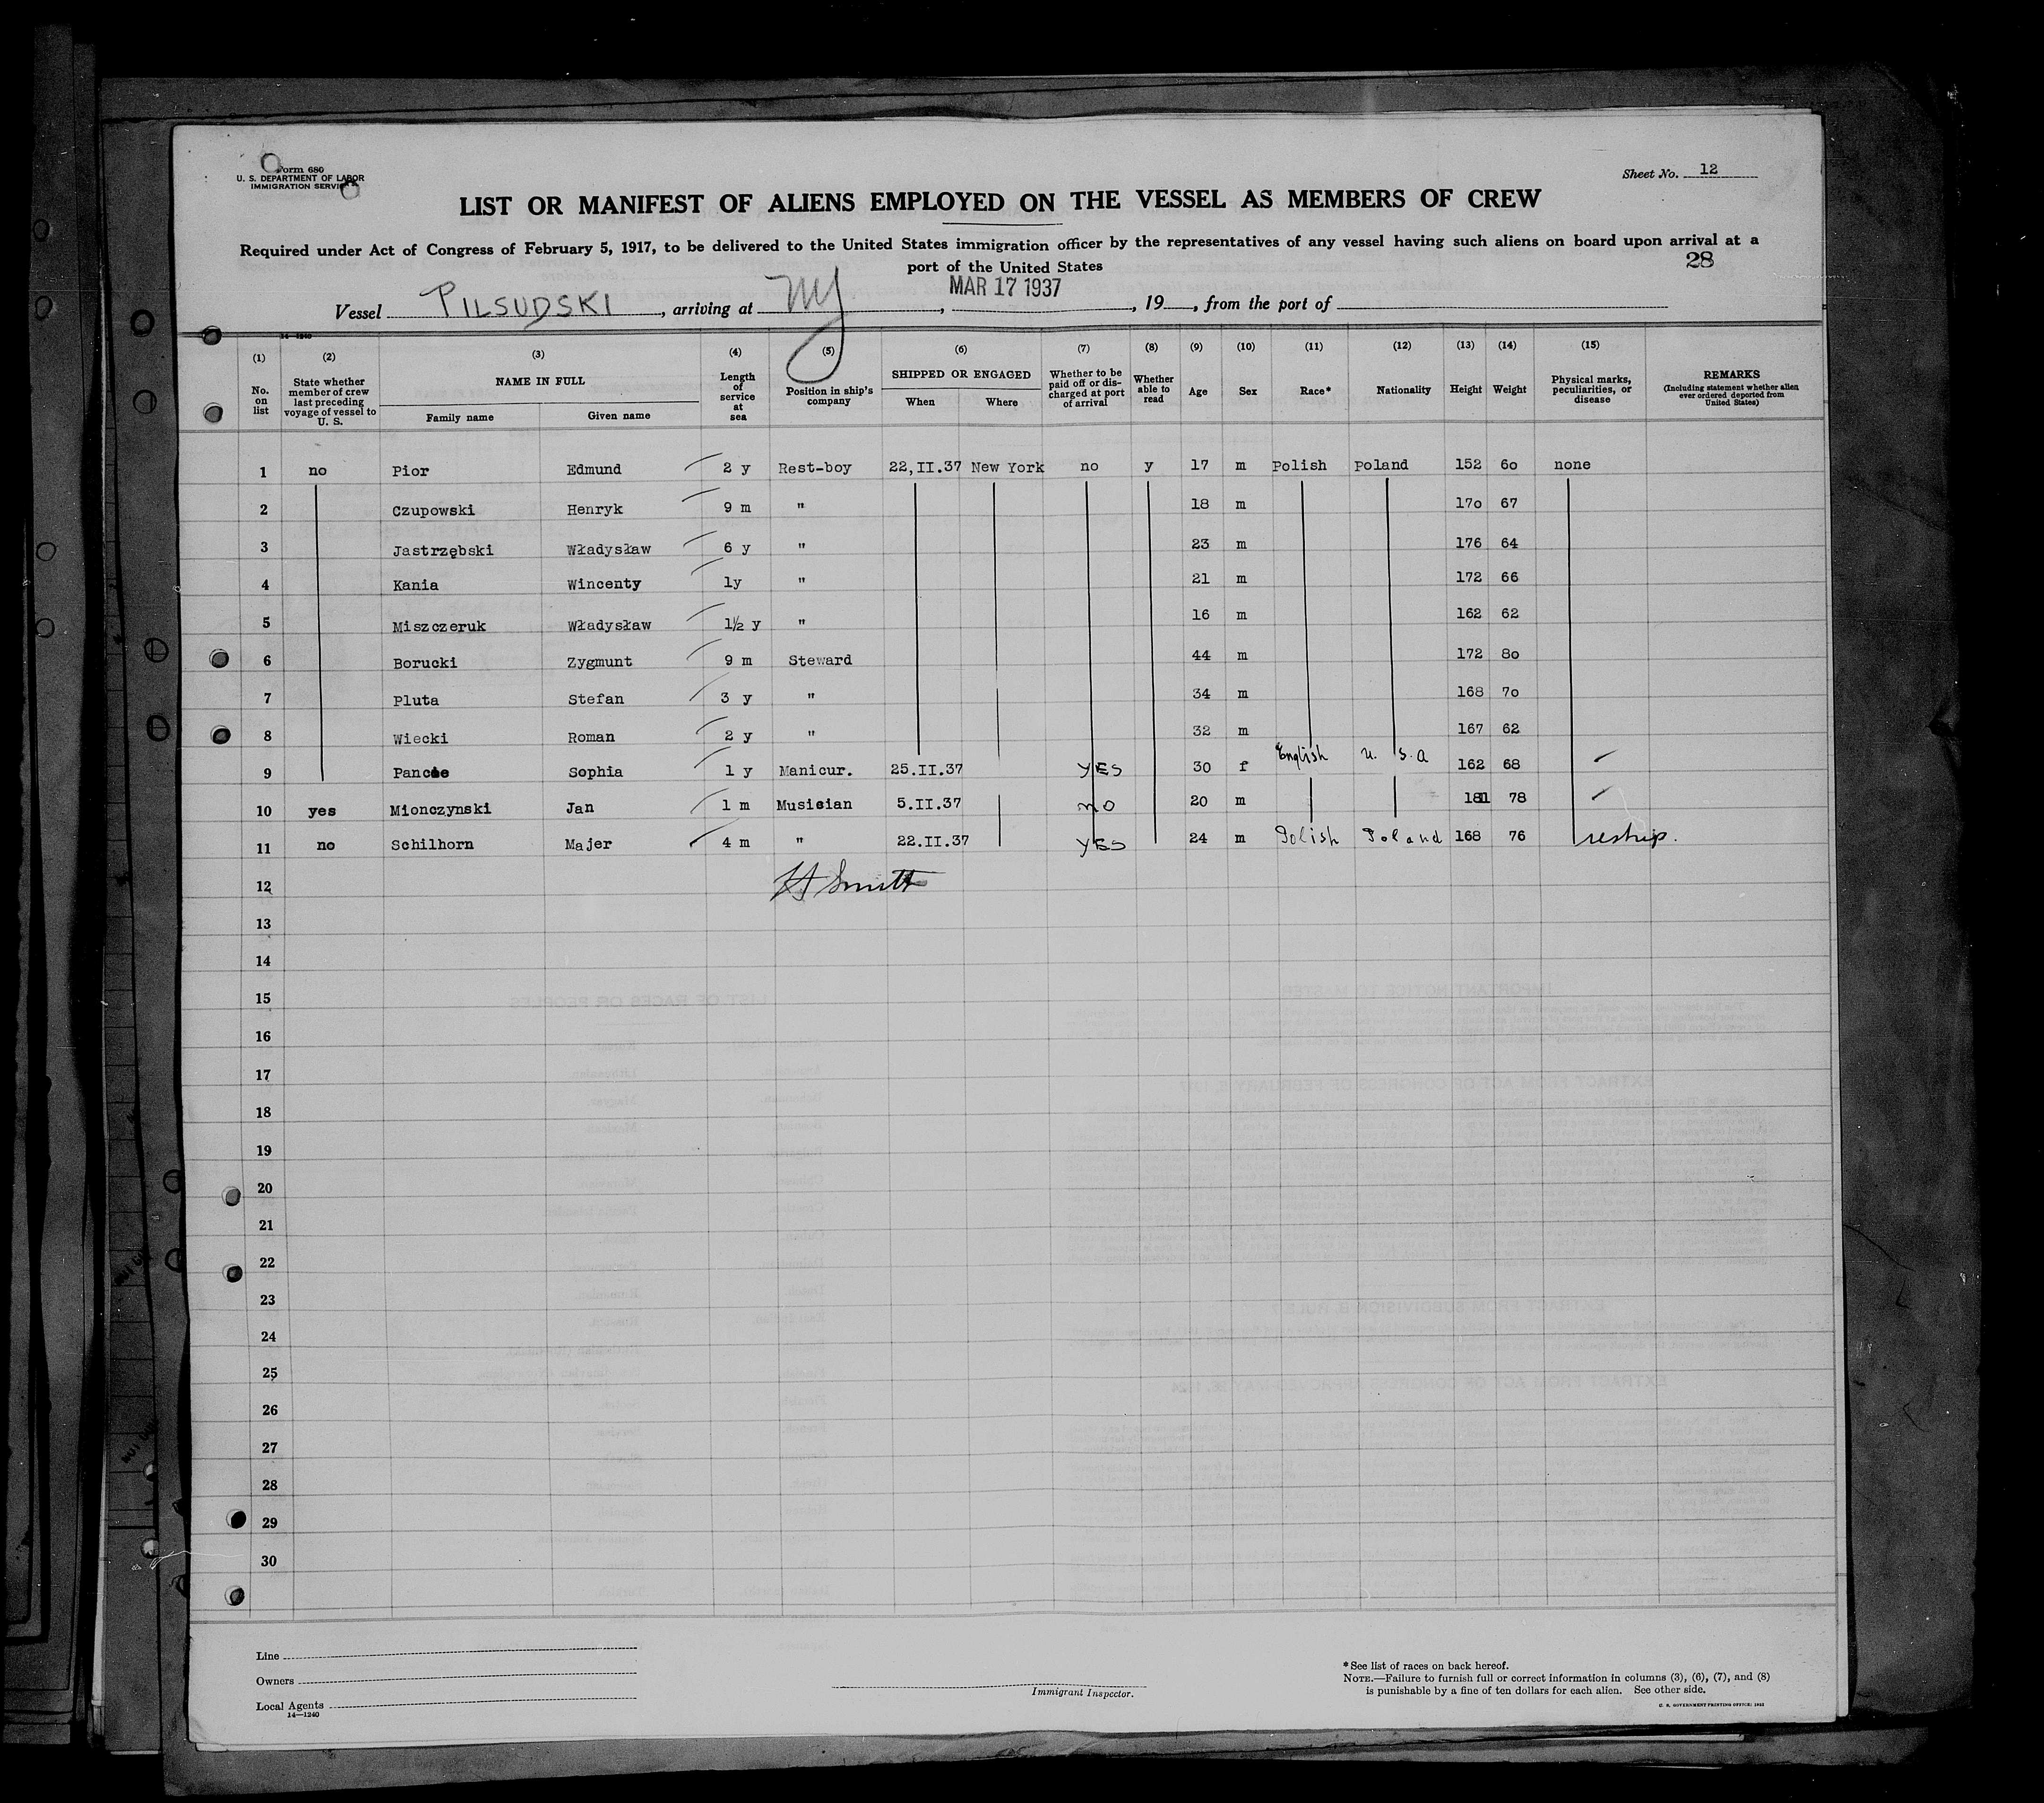 Form 680
U. S. DEPARTMENT OF LABOR
IMMIGRATION SERVICE
Sheet No. 12
LIST OR MANIFEST OF ALIENS EMPLOYED ON THE VESSEL AS MEMBERS OF CREW
Required under Act of Congress of February 5, 1917, to be delivered to the United States immigration officer by the representatives of any vessel having such aliens on board upon arrival at a
port of the United States
28
MAR 17 1937
Vessel PILSUDSKI, arriving at NY, , 19 , from the port of
14—1240
(1) (2) (3) (4) (5) (6) (7) (8) (9) (10) (11) (12) (13) (14) (15)
No. on list
State whether member of crew last preceding voyage of vessel to U. S.
NAME IN FULL
Family name Given name
Length of service at sea
Position in ship's company
SHIPPED OR ENGAGED
When Where
Whether to be paid off or discharged at port of arrival
Whether able to read
Age Sex Race* Nationality Height Weight
Physical marks, peculiarities, or disease
REMARKS
(Including statement whether alien ever ordered deported from United States)
1 no Pior Edmund 2 y Rest-boy 22,II.37 New York no y 17 m Polish Poland 152 60 none
2 Czupowski Henryk 9 m " 18 m 170 67
3 Jastrzębski Władysław 6 y " 23 m 176 64
4 Kania Wincenty 1y " 21 m 172 66
5 Miszczeruk Władysław 1½ y " 16 m 162 62
6 Borucki Zygmunt 9 m Steward 44 m 172 80
7 Pluta Stefan 3 y " 34 m 168 70
8 Wiecki Roman 2 y " 32 m 167 62
9 Sophia 1 y Manicur. 25.II.37 YES 30 f English U. S. A 162 68
10 yes Mionczynski Jan 1 m Musician 5.II.37 no 20 m 181 78
11 no Schilhorn Majer 4 m " 22.II.37 YES 24 m Polish Poland 168 76 reship.
12 Smith
13
14
15
16
17
18
19
20
21
22
23
24
25
26
27
28
29
30
Line
Owners
Local Agents
14—1240
Immigrant Inspector.
*See list of races on back hereof.
NOTE.—Failure to furnish full or correct information in columns (3), (6), (7), and (8)
is punishable by a fine of ten dollars for each alien. See other side.